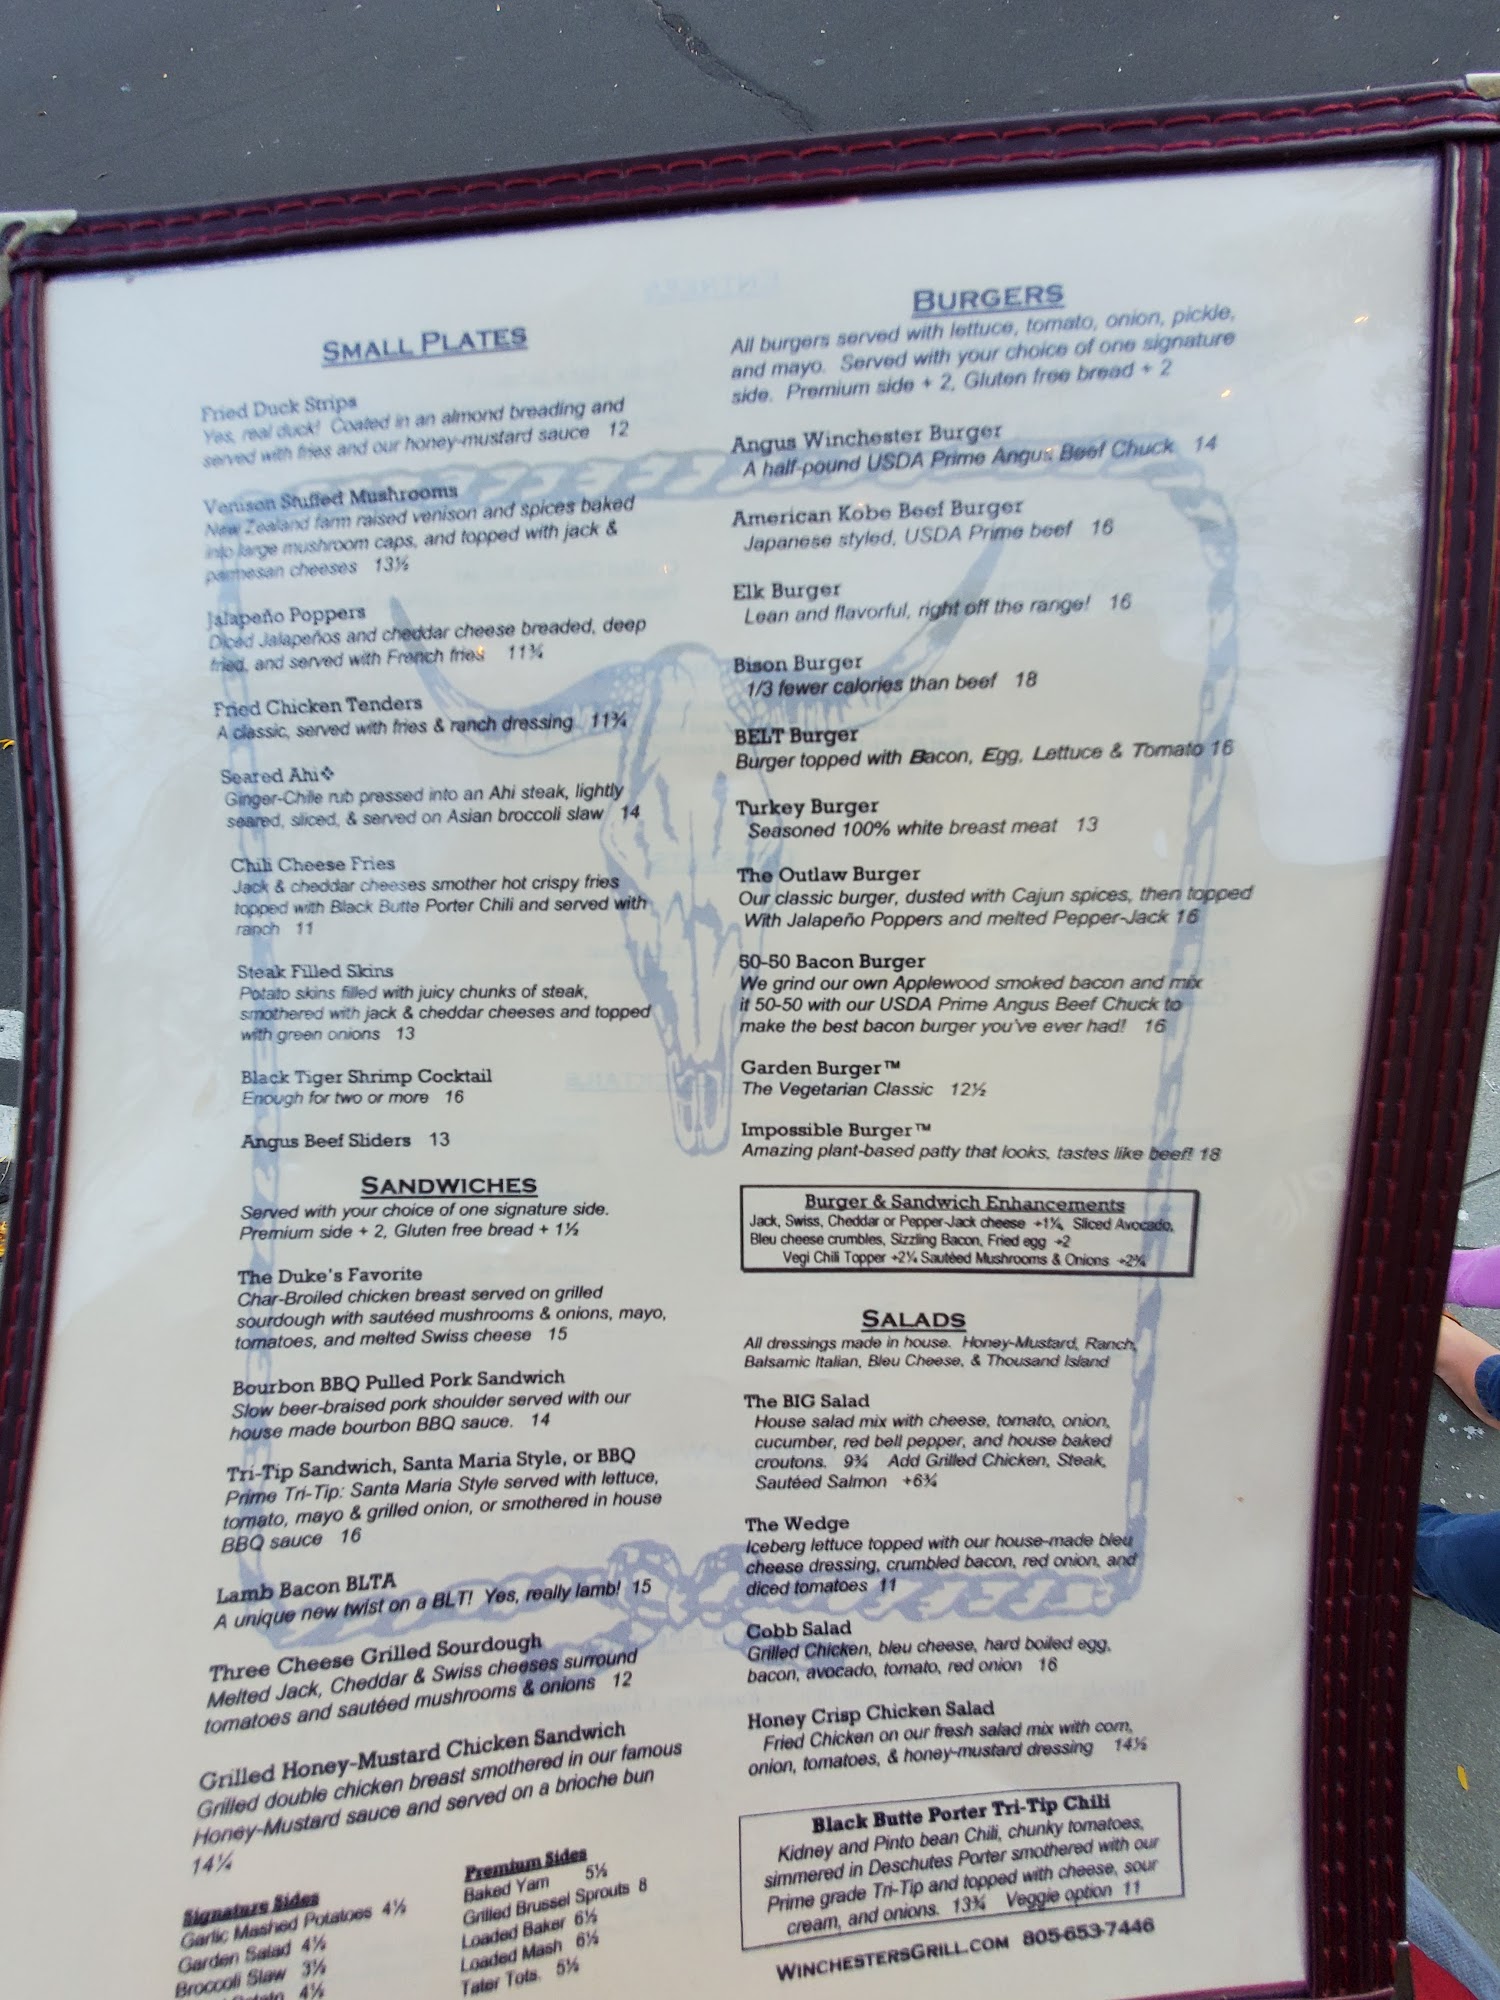 SMALL PLATES
Fried Duck Strips
Yes, real duck! Coated in an almond breading and
served with fries and our honey-mustard sauce 12
Venison Stuffed Mushrooms
New Zealand farm raised venison and spices baked
into large mushroom caps, and topped with jack &
parmesan cheeses 13½
Jalapeño Poppers
Diced Jalapeños and cheddar cheese breaded, deep
fried, and served with French fries 11¾
Fried Chicken Tenders
A classic, served with fries & ranch dressing 11¾
Seared Ahi❖
Ginger-Chile rub pressed into an Ahi steak, lightly
seared, sliced, & served on Asian broccoli slaw 14
Chili Cheese Fries
Jack & cheddar cheeses smother hot crispy fries
topped with Black Butte Porter Chili and served with
ranch 11
Steak Filled Skins
Potato skins filled with juicy chunks of steak,
smothered with jack & cheddar cheeses and topped
with green onions 13
Black Tiger Shrimp Cocktail
Enough for two or more 16
Angus Beef Sliders 13
SANDWICHES
Served with your choice of one signature side.
Premium side + 2, Gluten free bread + 1½
The Duke's Favorite
Char-Broiled chicken breast served on grilled
sourdough with sautéed mushrooms & onions, mayo,
tomatoes, and melted Swiss cheese 15
Bourbon BBQ Pulled Pork Sandwich
Slow beer-braised pork shoulder served with our
house made bourbon BBQ sauce. 14
Tri-Tip Sandwich, Santa Maria Style, or BBQ
Prime Tri-Tip: Santa Maria Style served with lettuce,
tomato, mayo & grilled onion, or smothered in house
BBQ sauce 16
Lamb Bacon BLTA
A unique new twist on a BLT! Yes, really lamb! 15
Three Cheese Grilled Sourdough
Melted Jack, Cheddar & Swiss cheeses surround
tomatoes and sautéed mushrooms & onions 12
Grilled Honey-Mustard Chicken Sandwich
Grilled double chicken breast smothered in our famous
Honey-Mustard sauce and served on a brioche bun
14¼
Signature Sides
Garlic Mashed Potatoes 4½
Garden Salad 4½
Broccoli Slaw 3½
4½
Premium Sides
Baked Yam 5½
Grilled Brussel Sprouts 8
Loaded Baker 6½
Loaded Mash 6½
Tater Tots. 5½
BURGERS
All burgers served with lettuce, tomato, onion, pickle,
and mayo. Served with your choice of one signature
side. Premium side + 2, Gluten free bread + 2
Angus Winchester Burger
A half-pound USDA Prime Angus Beef Chuck 14
American Kobe Beef Burger
Japanese styled, USDA Prime beef 16
Elk Burger
Lean and flavorful, right off the range! 16
Bison Burger
1/3 fewer calories than beef 18
BELT Burger
Burger topped with Bacon, Egg, Lettuce & Tomato 16
Turkey Burger
Seasoned 100% white breast meat 13
The Outlaw Burger
Our classic burger, dusted with Cajun spices, then topped
With Jalapeño Poppers and melted Pepper-Jack 16
50-50 Bacon Burger
We grind our own Applewood smoked bacon and mix
it 50-50 with our USDA Prime Angus Beef Chuck to
make the best bacon burger you've ever had! 16
Garden Burger™
The Vegetarian Classic 12½
Impossible Burger™
Amazing plant-based patty that looks, tastes like beef! 18
Burger & Sandwich Enhancements
Jack, Swiss, Cheddar or Pepper-Jack cheese +1¼, Sliced Avocado,
Bleu cheese crumbles, Sizzling Bacon, Fried egg +2
Vegi Chili Topper +2¼ Sautéed Mushrooms & Onions +2¾
SALADS
All dressings made in house. Honey-Mustard, Ranch,
Balsamic Italian, Bleu Cheese, & Thousand Island
The BIG Salad
House salad mix with cheese, tomato, onion,
cucumber, red bell pepper, and house baked
croutons. 9¾ Add Grilled Chicken, Steak,
Sautéed Salmon +6¾
The Wedge
Iceberg lettuce topped with our house-made bleu
cheese dressing, crumbled bacon, red onion, and
diced tomatoes 11
Cobb Salad
Grilled Chicken, bleu cheese, hard boiled egg,
bacon, avocado, tomato, red onion 16
Honey Crisp Chicken Salad
Fried Chicken on our fresh salad mix with corn,
onion, tomatoes, & honey-mustard dressing 14½
Black Butte Porter Tri-Tip Chili
Kidney and Pinto bean Chili, chunky tomatoes,
simmered in Deschutes Porter smothered with our
Prime grade Tri-Tip and topped with cheese, sour
cream, and onions. 13¾ Veggie option 11
WINCHESTERSGRILL.COM 805-653-7446